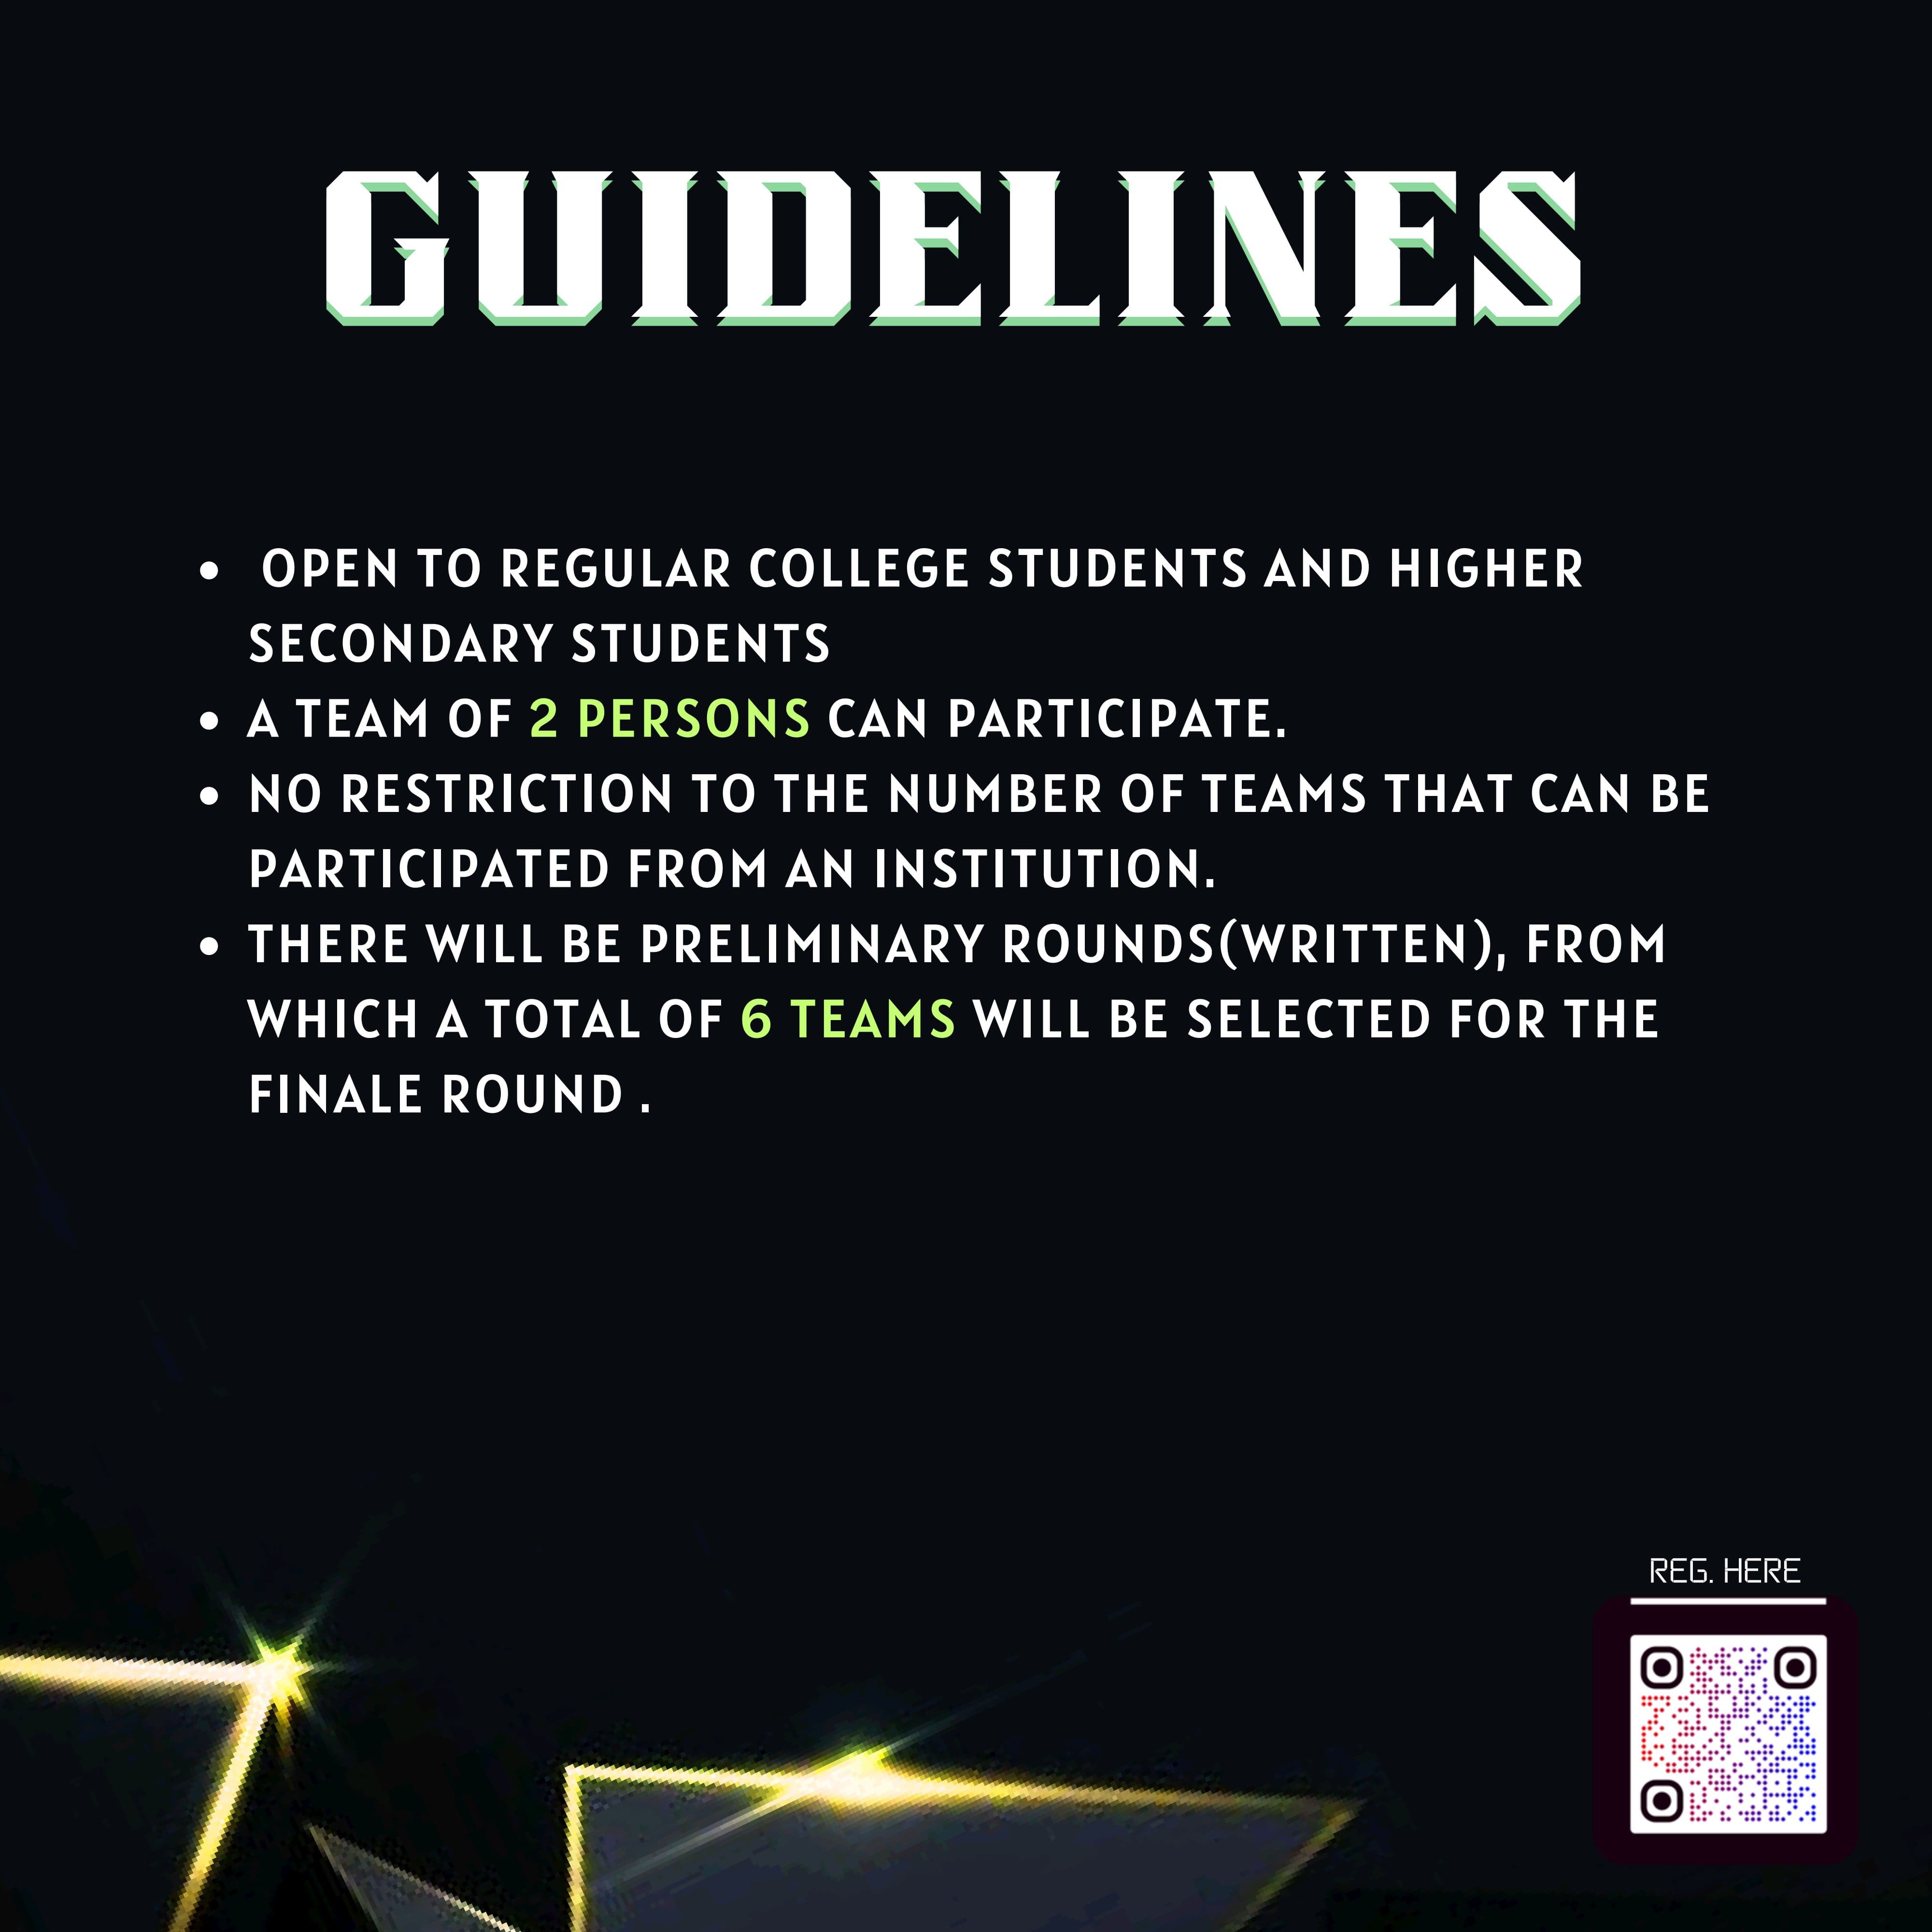 GUIDELINES
• OPEN TO REGULAR COLLEGE STUDENTS AND HIGHER
SECONDARY STUDENTS
• A TEAM OF 2 PERSONS CAN PARTICIPATE.
• NO RESTRICTION TO THE NUMBER OF TEAMS THAT CAN BE
PARTICIPATED FROM AN INSTITUTION.
• THERE WILL BE PRELIMINARY ROUNDS(WRITTEN), FROM
WHICH A TOTAL OF 6 TEAMS WILL BE SELECTED FOR THE
FINALE ROUND .
REG. HERE